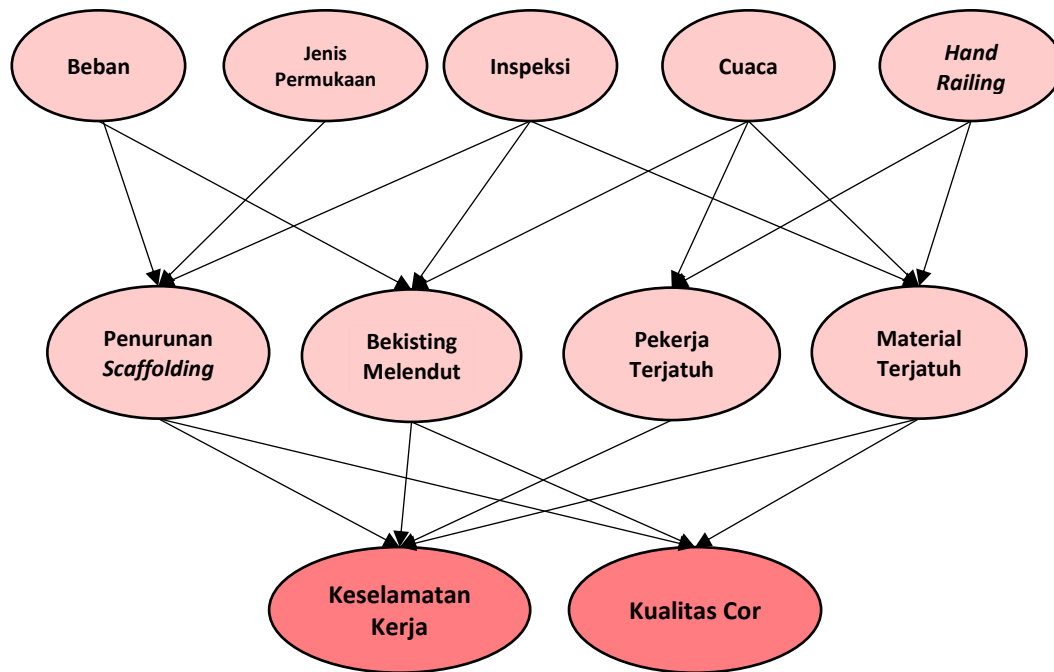 Beban
Jenis
Permukaan
Inspeksi
Cuaca
Hand
Railing
Penurunan
Scaffolding
Bekisting
Melendut
Pekerja
Terjatuh
Material
Terjatuh
Keselamatan
Kerja
Kualitas Cor